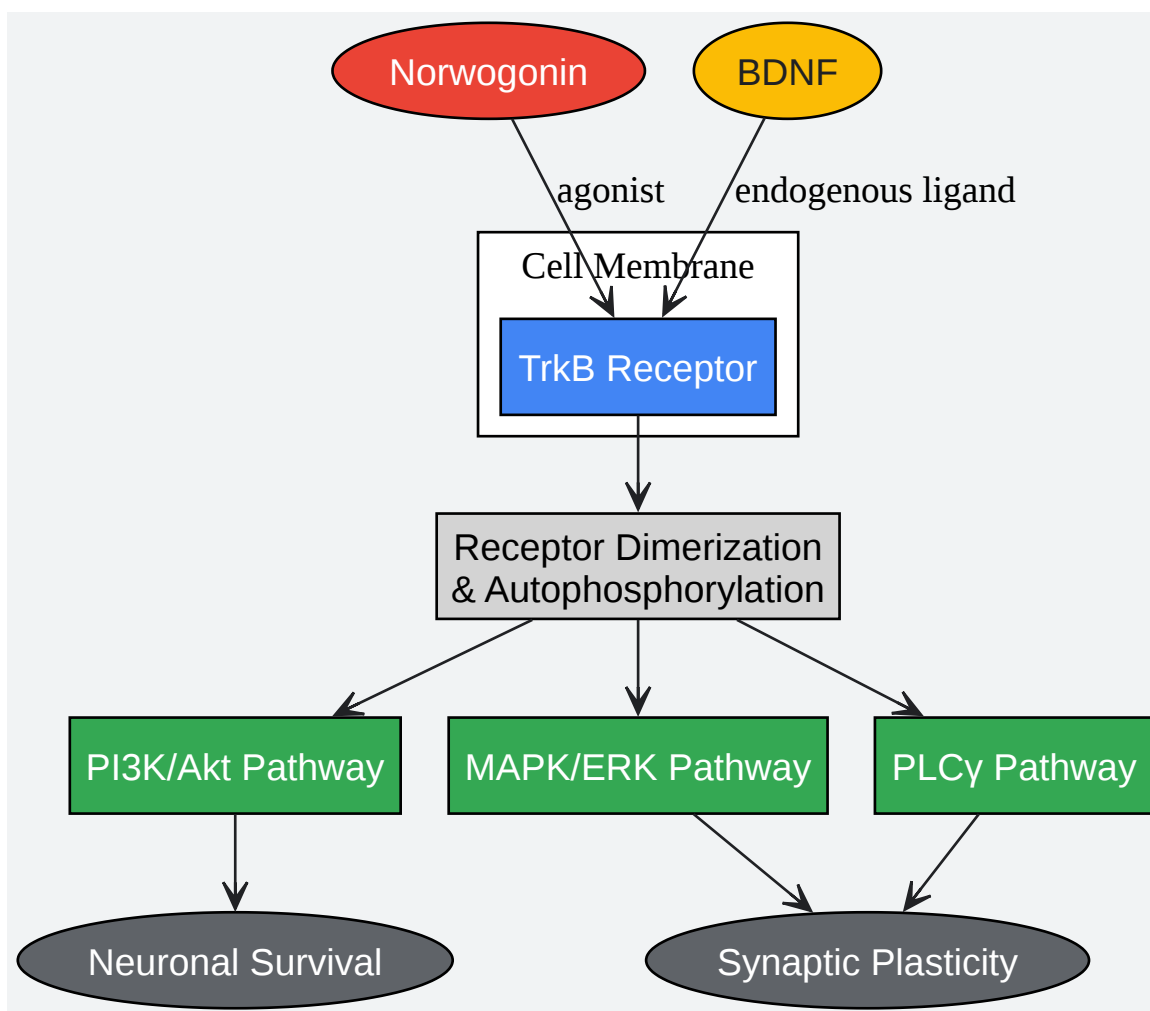 Norwogonin
BDNF
agonist
endogenous ligand
Cell Membrane
TrkB Receptor
Receptor Dimerization
& Autophosphorylation
PI3K/Akt Pathway
MAPK/ERK Pathway
PLCγ Pathway
Neuronal Survival
Synaptic Plasticity